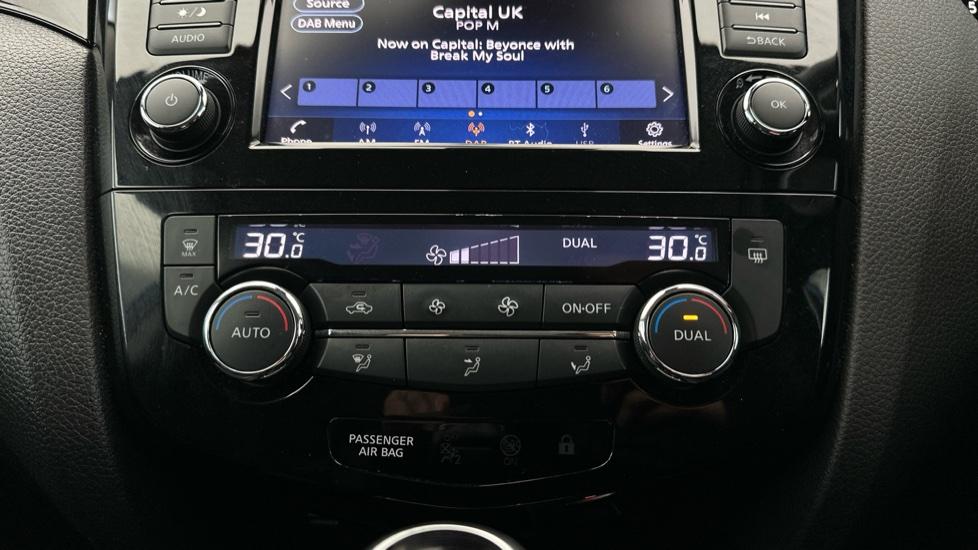 Source
DAB Menu
AUDIO
Capital UK
POP M
Now on Capital: Beyonce with
Break My Soul
1 2 3 4 5 6
Phone AM FM DAB BT Audio USB Settings
BACK
VOLUME
OK
5
30.0 °C
DUAL
30.0 °C
MAX
A/C
AUTO
ON·OFF
DUAL
PASSENGER
AIR BAG